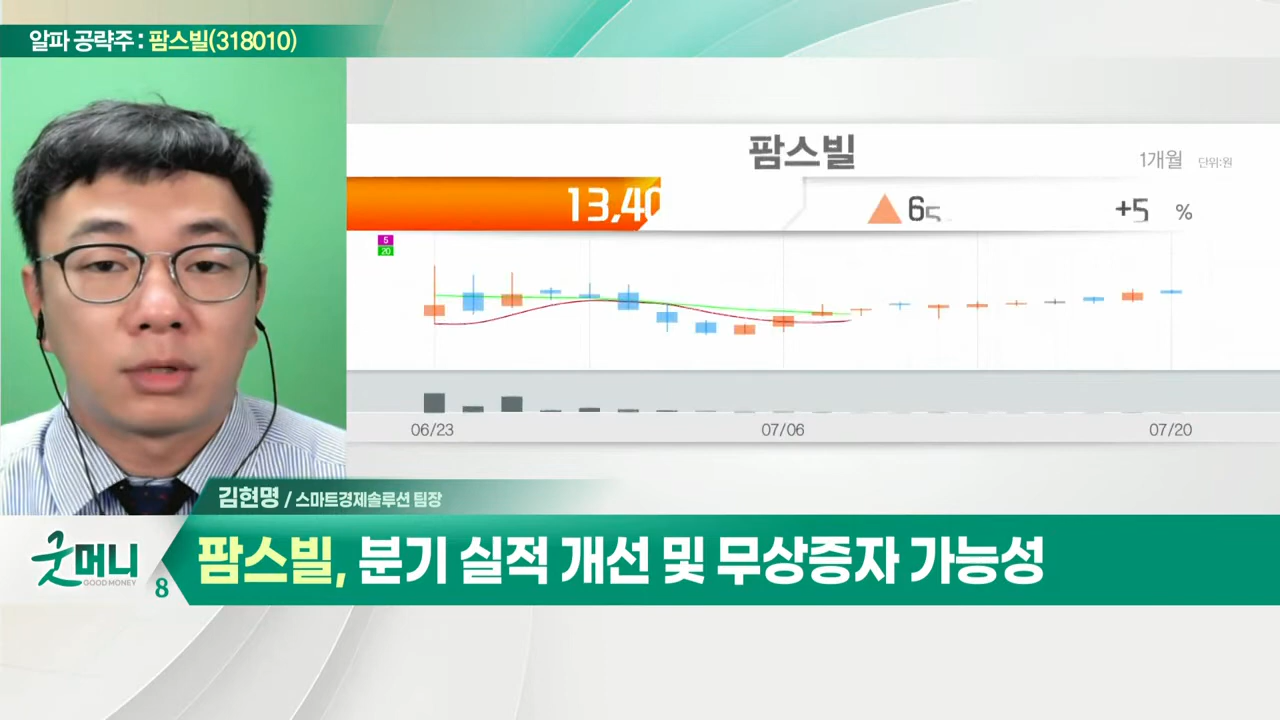 알파 공략주 : 팜스빌(318010)
팜스빌
1개월 단위:원
13,40
▲ 65 +5 %
5
20
06/23 07/06 07/20
김현명 / 스마트경제솔루션 팀장
굿머니
GOOD MONEY
8
팜스빌, 분기 실적 개선 및 무상증자 가능성